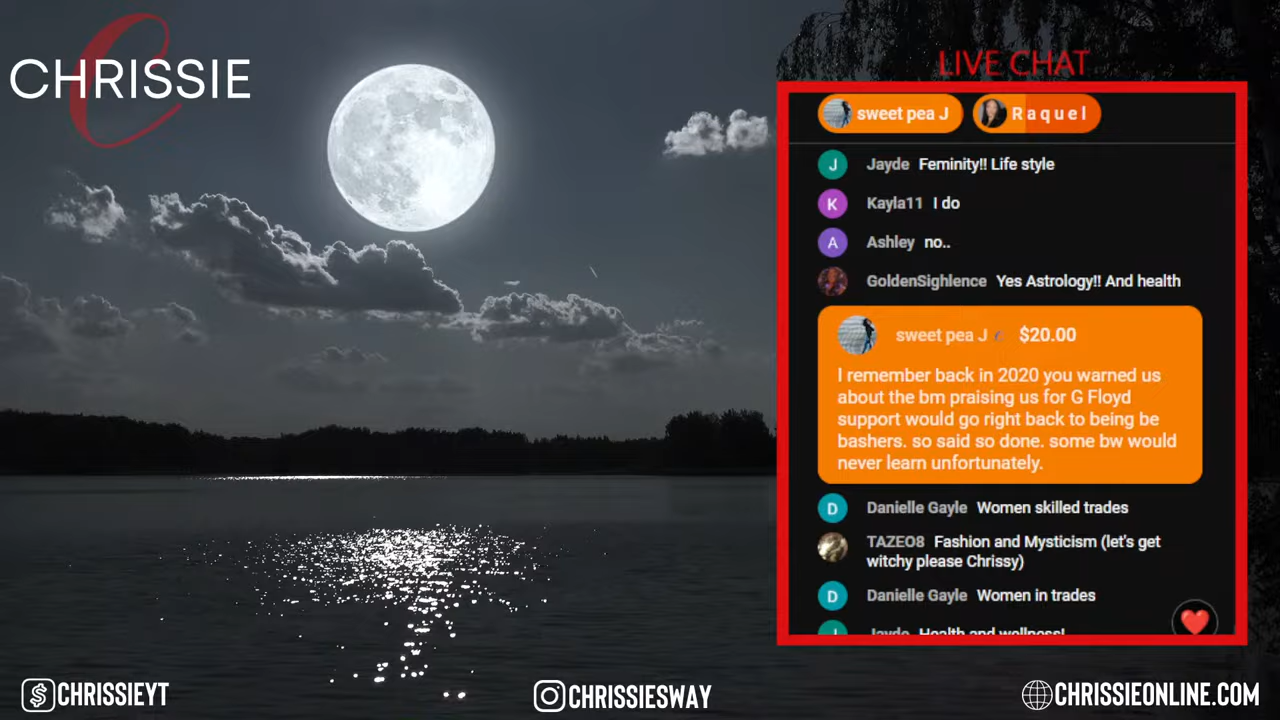 CHRISSIE
LIVE CHAT
sweet pea J
Raquel
Jayde Feminity!! Life style
Kayla11 I do
Ashley no..
GoldenSighlence Yes Astrology!! And health
sweet pea J $20.00
I remember back in 2020 you warned us
about the bm praising us for G Floyd
support would go right back to being be
bashers. so said so done. some bw would
never learn unfortunately.
Danielle Gayle Women skilled trades
TAZEO8 Fashion and Mysticism (let's get
witchy please Chrissy)
Danielle Gayle Women in trades
Jayde Health and wellness!
$ CHRISSIEYT
CHRISSIESWAY
CHRISSIEONLINE.COM